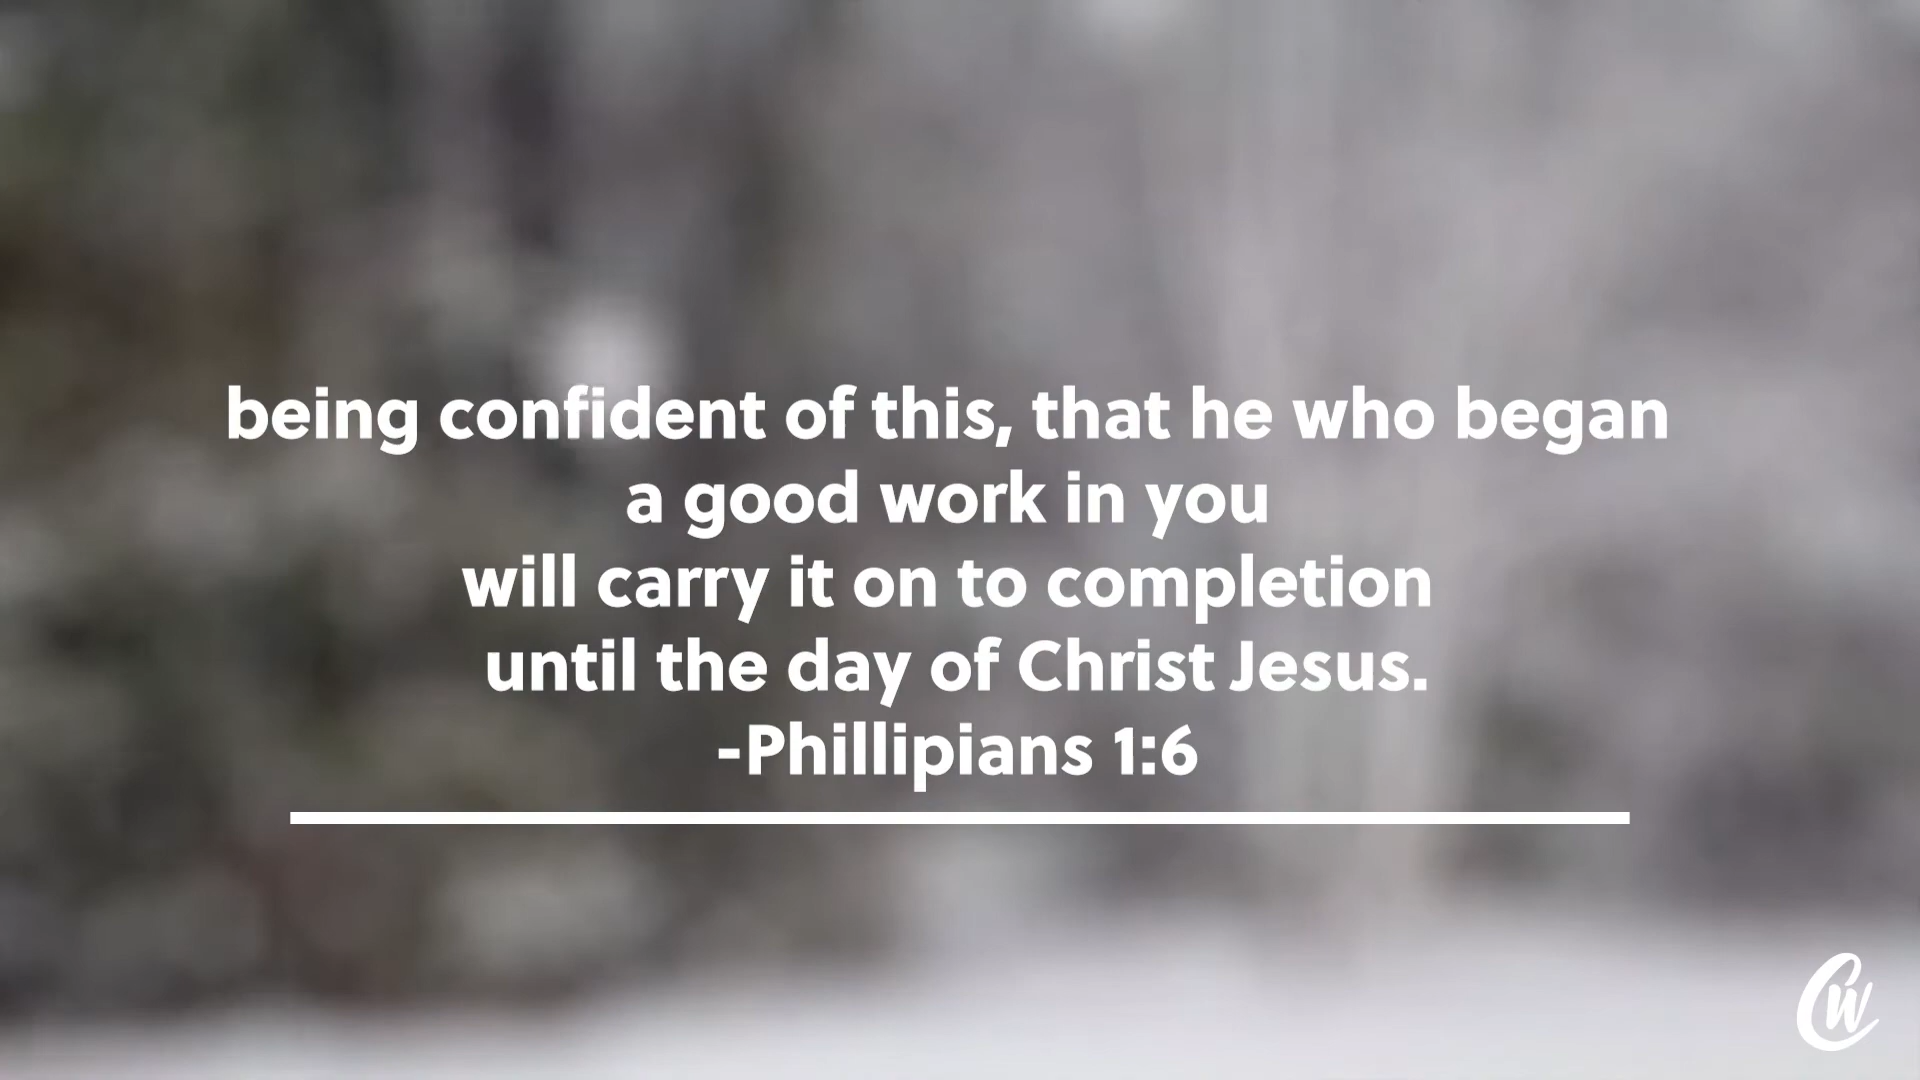 being confident of this, that he who began
a good work in you
will carry it on to completion
until the day of Christ Jesus.
-Phillipians 1:6
CW